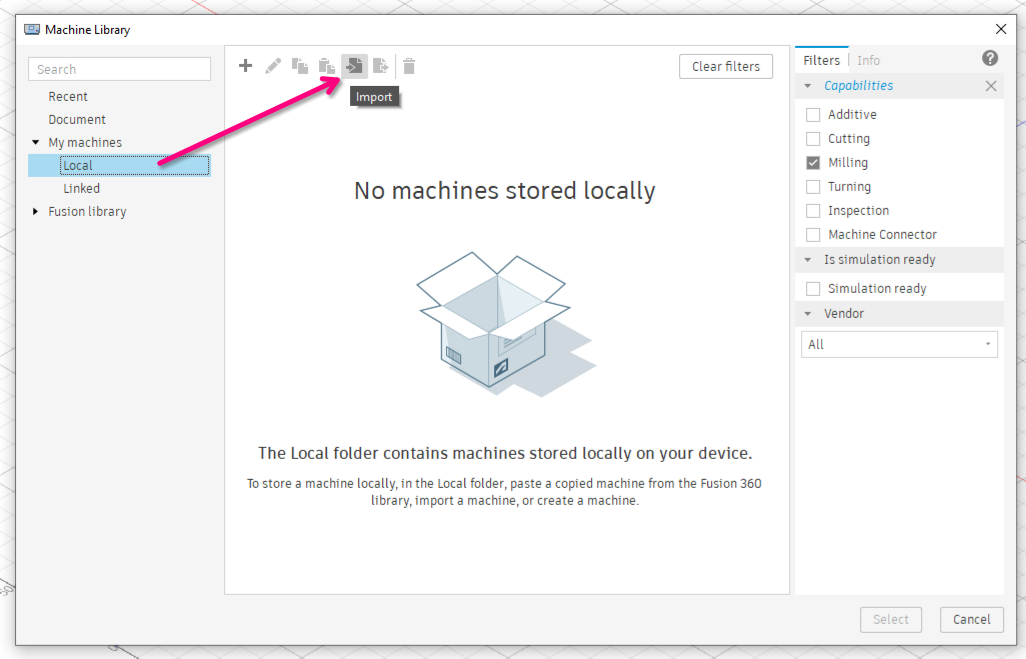 Machine Library
Search
Recent
Document
My machines
Local
Linked
Fusion library
Import
Clear filters
No machines stored locally
The Local folder contains machines stored locally on your device.
To store a machine locally, in the Local folder, paste a copied machine from the Fusion 360
library, import a machine, or create a machine.
Filters
Info
Capabilities
Additive
Cutting
Milling
Turning
Inspection
Machine Connector
Is simulation ready
Simulation ready
Vendor
All
Select
Cancel